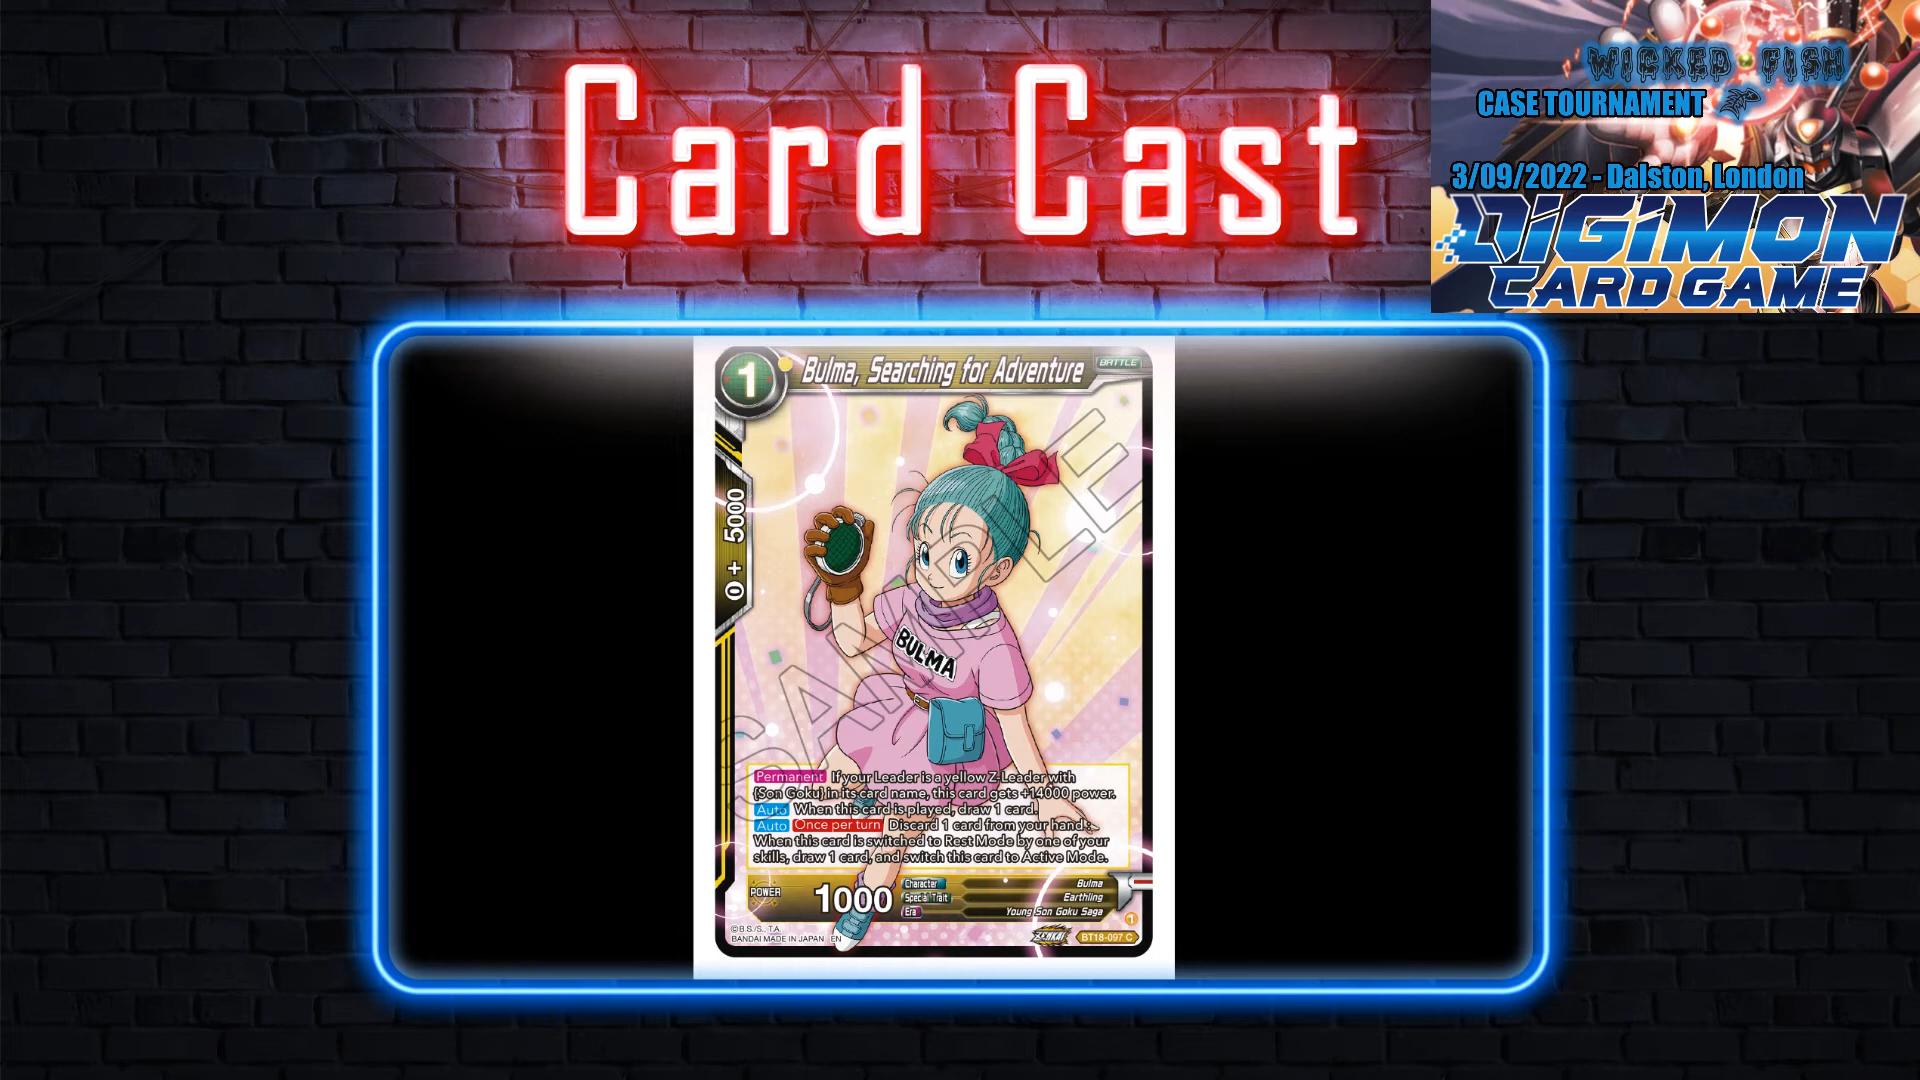 Card Cast
WICKED FISH
CASE TOURNAMENT
3/09/2022 - Dalston, London
DIGIMON
CARD GAME
1
Bulma, Searching for Adventure
BATTLE
0 + 5000
BULMA
SAMPLE
Permanent If your Leader is a yellow Z-Leader with
{Son Goku} in its card name, this card gets +14000 power.
Auto When this card is played, draw 1 card.
Auto Once per turn Discard 1 card from your hand :
When this card is switched to Rest Mode by one of your
skills, draw 1 card, and switch this card to Active Mode.
POWER
1000
Character Bulma
Special Trait Earthling
Era Young Son Goku Saga
1
©B.S./S., T.A.
BANDAI MADE IN JAPAN EN
ZENKAI
BT18-097 C